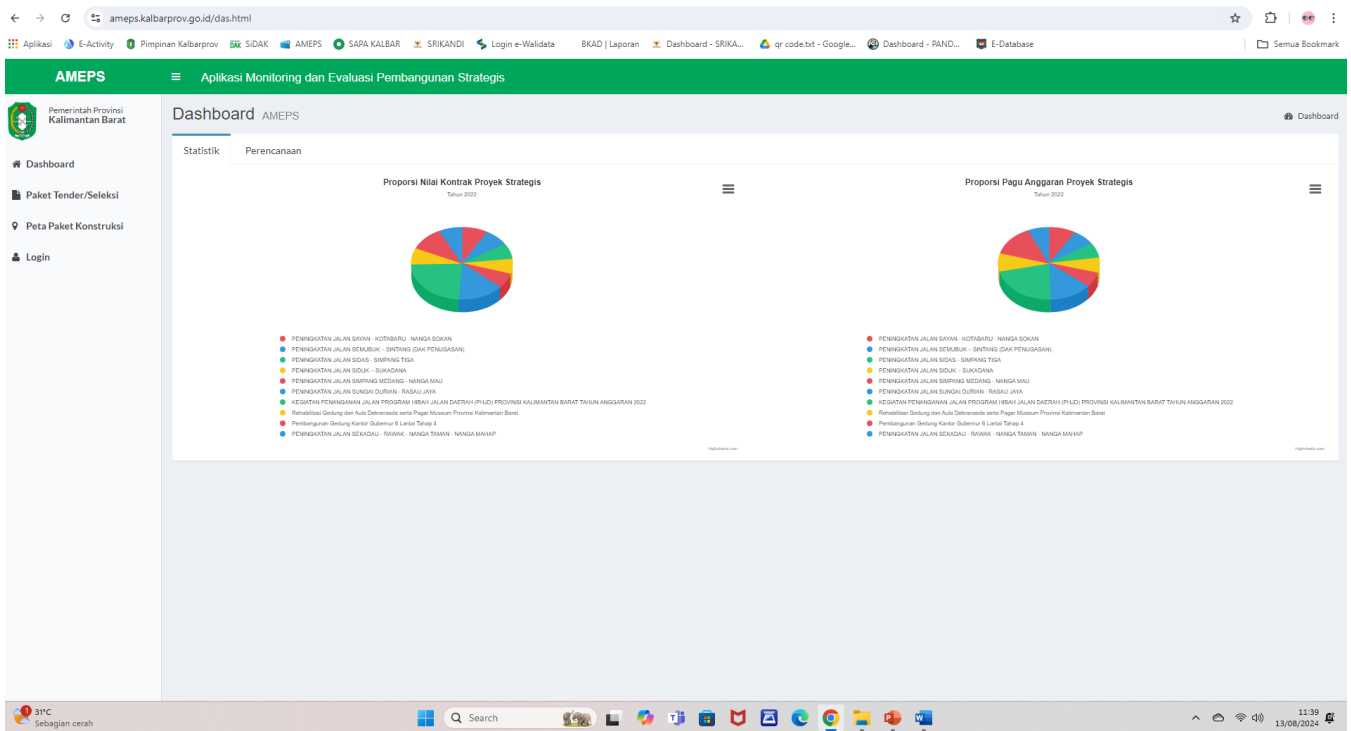 ameps.kalbarprov.go.id/das.html
Aplikasi E-Activity Pimpinan Kalbarprov SiDAK AMEPS SAPA KALBAR SRIKANDI Login e-Walidata BKAD | Laporan Dashboard - SRIKA... qr code.txt - Google... Dashboard - PAND... E-Database Semua Bookmark
AMEPS Aplikasi Monitoring dan Evaluasi Pembangunan Strategis
Pemerintah Provinsi
Kalimantan Barat
Dashboard
Paket Tender/Seleksi
Peta Paket Konstruksi
Login
Dashboard AMEPS
Dashboard
Statistik Perencanaan
Proporsi Nilai Kontrak Proyek Strategis
Tahun 2022
PENINGKATAN JALAN SAYAN - KOTABARU - NANGA SOKAN
PENINGKATAN JALAN SEMUBUK – SINTANG (DAK PENUGASAN)
PENINGKATAN JALAN SIDAS - SIMPANG TIGA
PENINGKATAN JALAN SIDUK – SUKADANA
PENINGKATAN JALAN SIMPANG MEDANG - NANGA MAU
PENINGKATAN JALAN SUNGAI DURIAN - RASAU JAYA
KEGIATAN PENANGANAN JALAN PROGRAM HIBAH JALAN DAERAH (PHJD) PROVINSI KALIMANTAN BARAT TAHUN ANGGARAN 2022
Rehabilitasi Gedung dan Aula Dekranasda serta Pagar Museum Provinsi Kalimantan Barat
Pembangunan Gedung Kantor Gubernur 6 Lantai Tahap 4
PENINGKATAN JALAN SEKADAU - RAWAK - NANGA TAMAN - NANGA MAHAP
Highcharts.com
Proporsi Pagu Anggaran Proyek Strategis
Tahun 2022
PENINGKATAN JALAN SAYAN - KOTABARU - NANGA SOKAN
PENINGKATAN JALAN SEMUBUK – SINTANG (DAK PENUGASAN)
PENINGKATAN JALAN SIDAS - SIMPANG TIGA
PENINGKATAN JALAN SIDUK – SUKADANA
PENINGKATAN JALAN SIMPANG MEDANG - NANGA MAU
PENINGKATAN JALAN SUNGAI DURIAN - RASAU JAYA
KEGIATAN PENANGANAN JALAN PROGRAM HIBAH JALAN DAERAH (PHJD) PROVINSI KALIMANTAN BARAT TAHUN ANGGARAN 2022
Rehabilitasi Gedung dan Aula Dekranasda serta Pagar Museum Provinsi Kalimantan Barat
Pembangunan Gedung Kantor Gubernur 6 Lantai Tahap 4
PENINGKATAN JALAN SEKADAU - RAWAK - NANGA TAMAN - NANGA MAHAP
Highcharts.com
1
31°C
Sebagian cerah
Search
11:39
13/08/2024